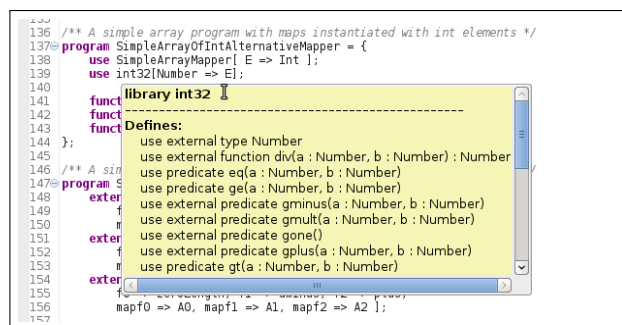 136 /** A simple array program with maps instantiated with int elements */
137 program SimpleArrayOfIntAlternativeMapper = {
138 use SimpleArrayMapper[ E => Int ];
139 use int32[Number => E];
140
141 funct
142 funct
143 funct
144 };
145
146 /** A sim
147 program S
148 exter
149 f
150 m
151 exter
152 f
153 m
154 exter
155
156 mapf0 => A0, mapf1 => A1, mapf2 => A2 ];
library int32
Defines:
use external type Number
use external function div(a : Number, b : Number) : Number
use predicate eq(a : Number, b : Number)
use predicate ge(a : Number, b : Number)
use external predicate gminus(a : Number, b : Number)
use external predicate gmult(a : Number, b : Number)
use external predicate gone()
use external predicate gplus(a : Number, b : Number)
use predicate gt(a : Number, b : Number)